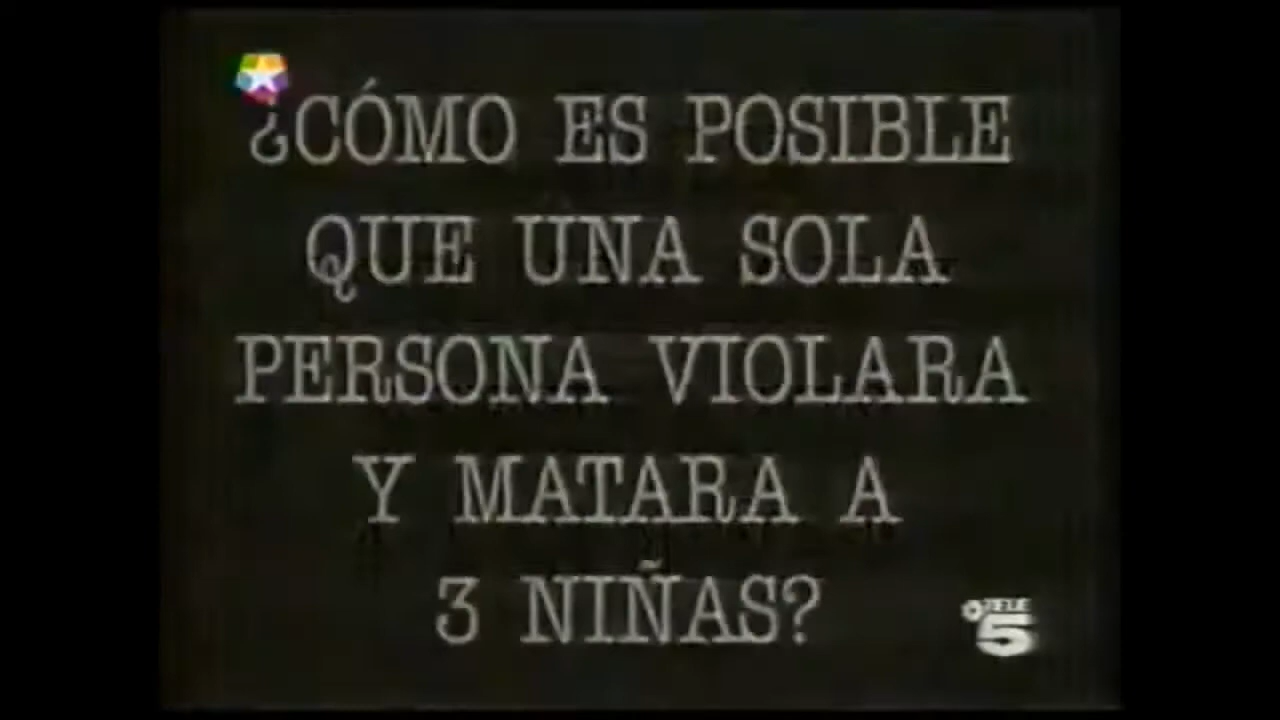 ¿CÓMO ES POSIBLE
QUE UNA SOLA
PERSONA VIOLARA
Y MATARA A
3 NIÑAS?
TELE
5